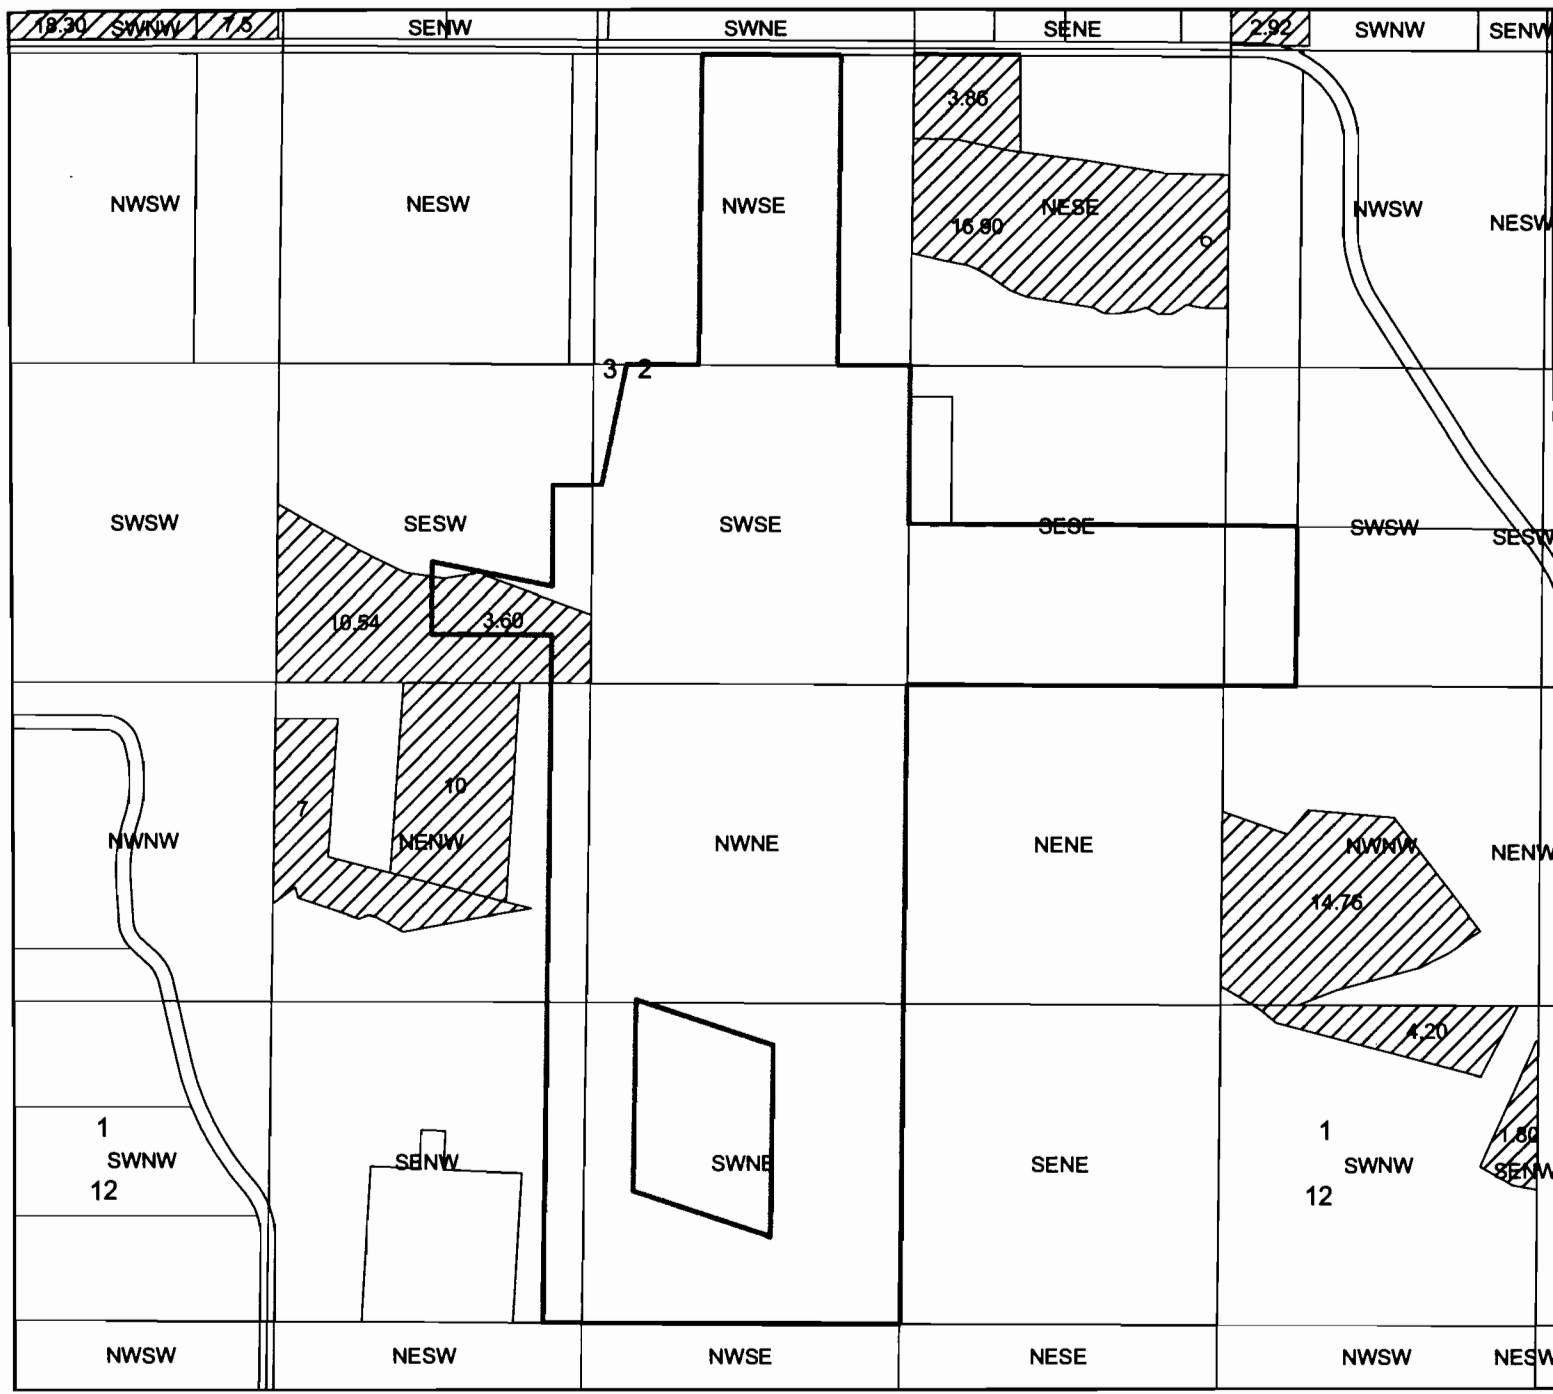 18.30 SWNW 7.5 SENW SWNE SENE 2.92 SWNW SENW
3.86
NWSW NESW NWSE NESE NWSW NESW
16.90 6
3 2
SWSW SESW SWSE SESE SWSW SESW
10.54 3.60
7 10
NWNW NENW NWNE NENE NWNW NENW
14.76
4.20
1 1 1.80
SWNW SENW SWNE SENE SWNW SENW
12 12
NWSW NESW NWSE NESE NWSW NESW